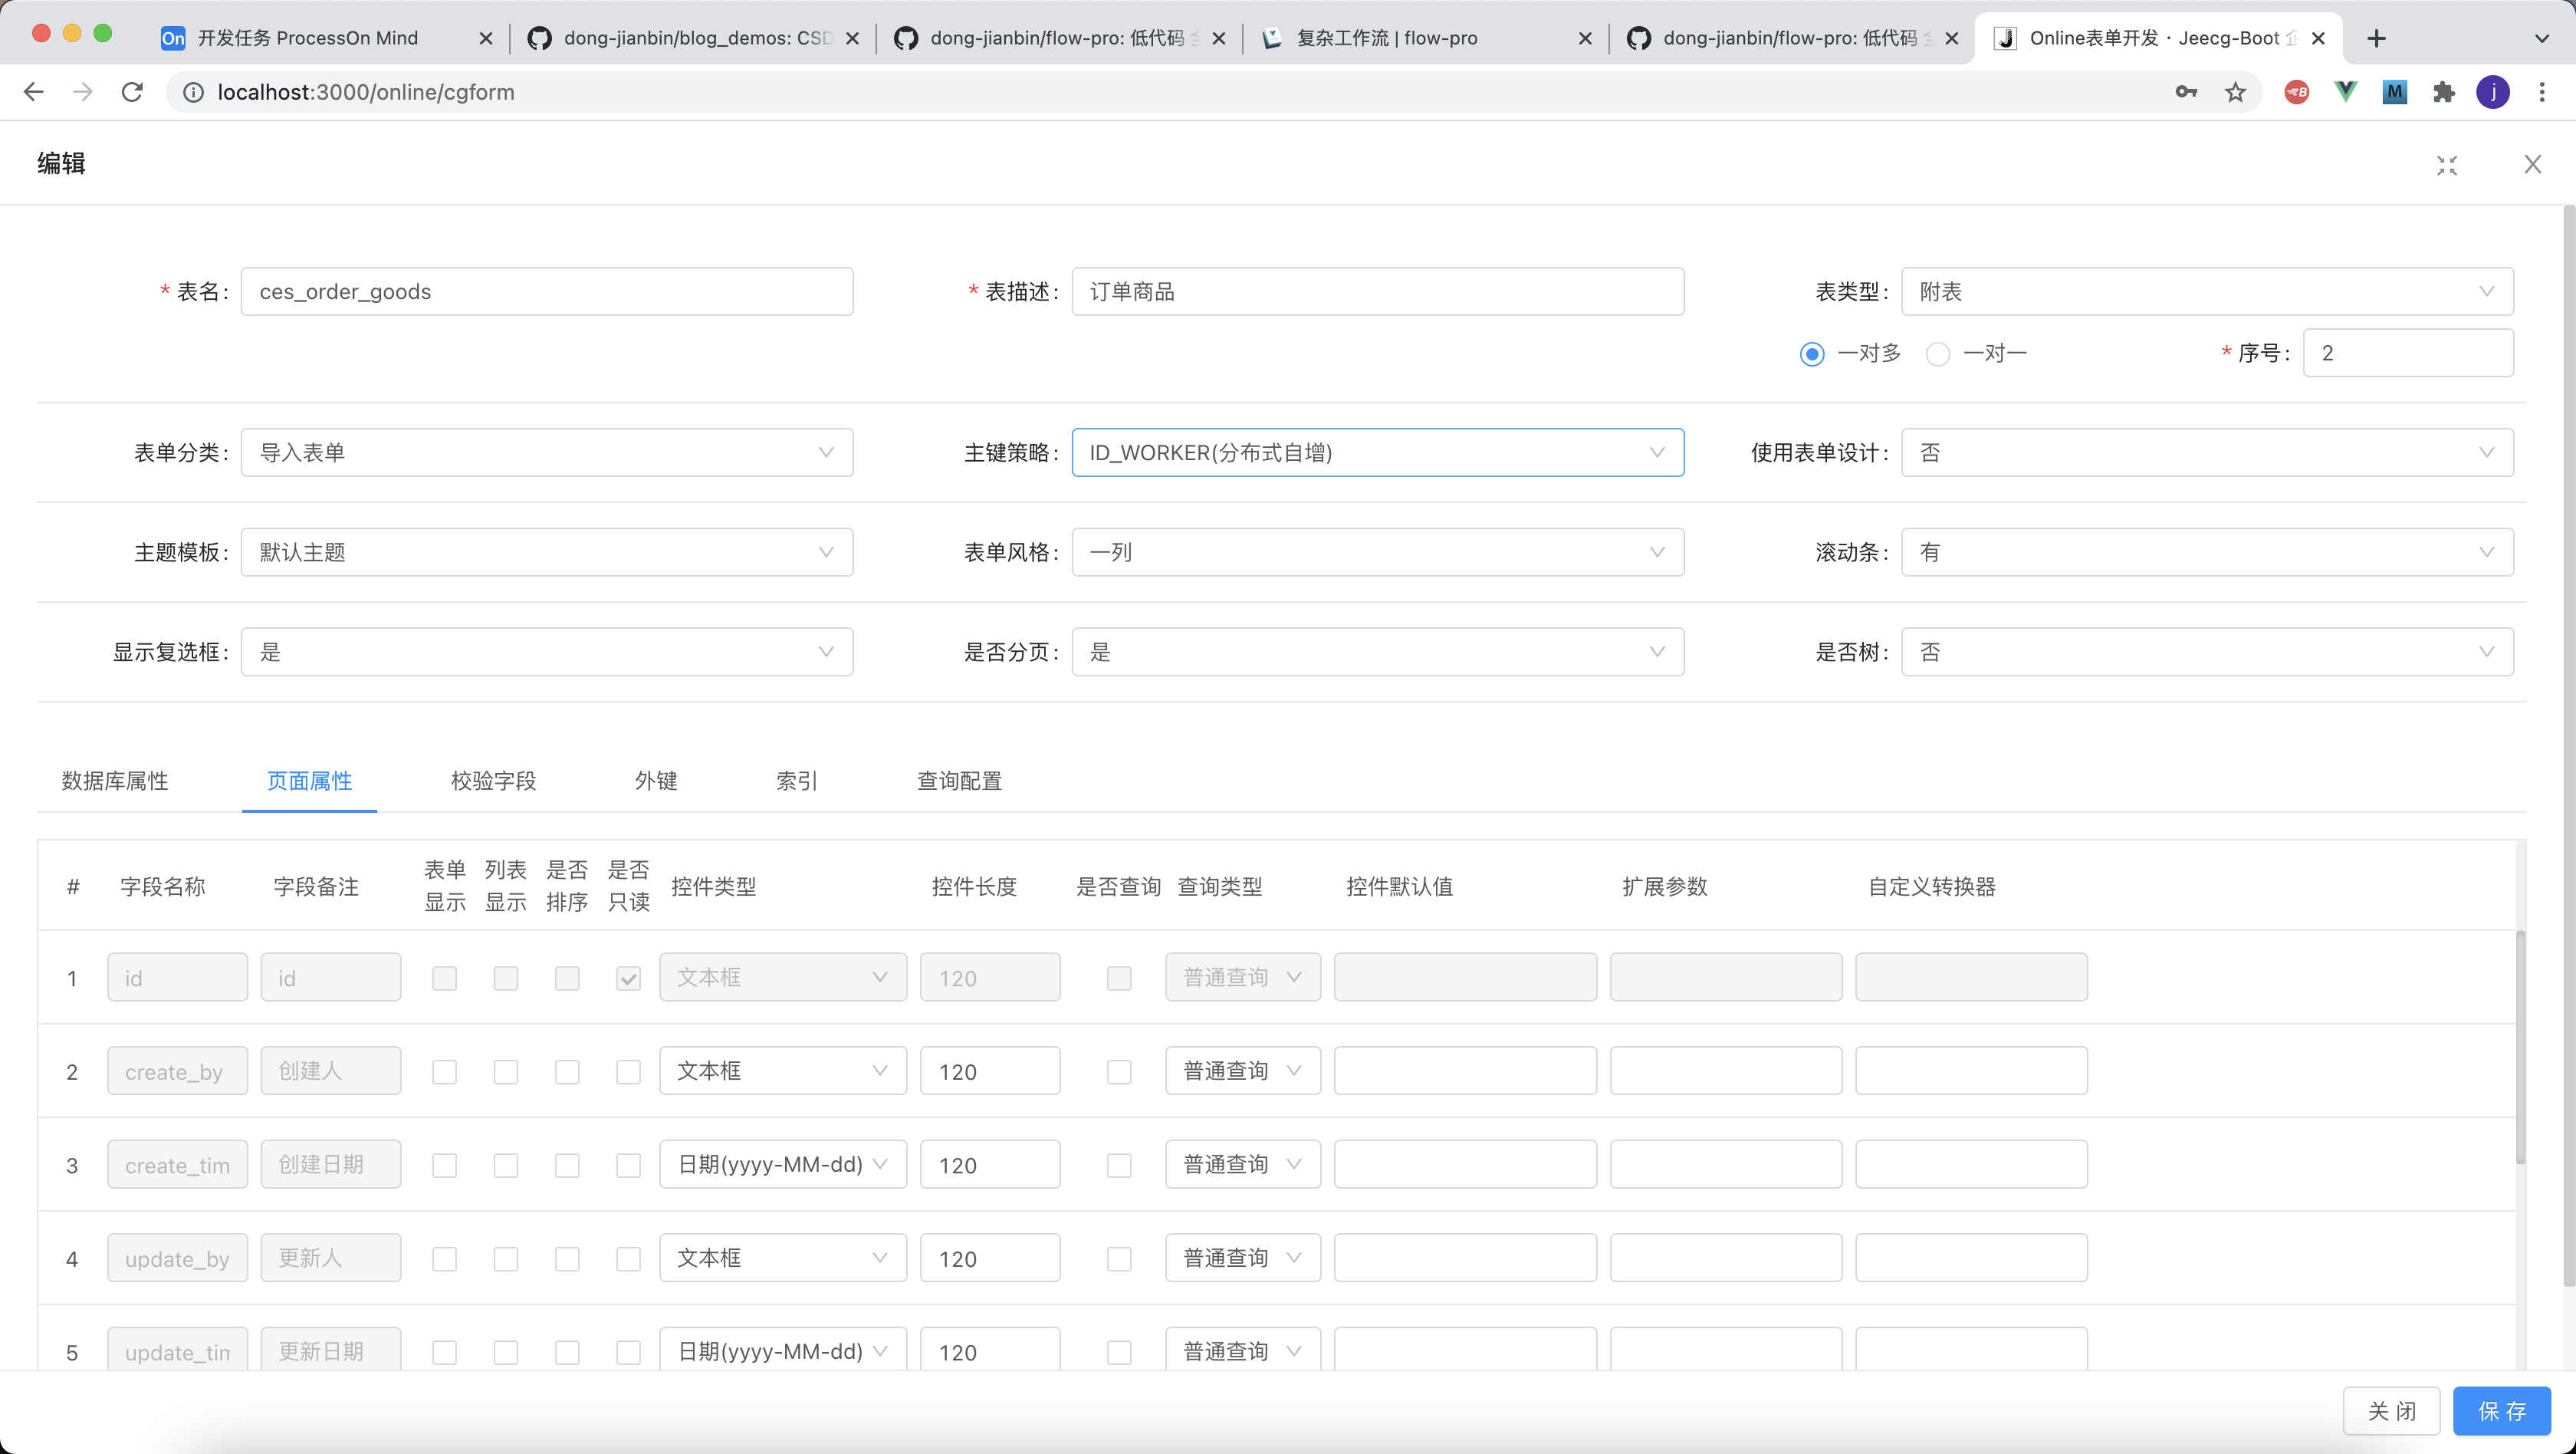 On 开发任务 ProcessOn Mind
dong-jianbin/blog_demos: CSD
dong-jianbin/flow-pro: 低代码
复杂工作流 | flow-pro
dong-jianbin/flow-pro: 低代码
Online表单开发 · Jeecg-Boot 企
localhost:3000/online/cgform
M
j
编辑
* 表名: ces_order_goods
* 表描述: 订单商品
表类型: 附表
一对多 一对一
* 序号: 2
表单分类: 导入表单
主键策略: ID_WORKER(分布式自增)
使用表单设计: 否
主题模板: 默认主题
表单风格: 一列
滚动条: 有
显示复选框: 是
是否分页: 是
是否树: 否
数据库属性 页面属性 校验字段 外键 索引 查询配置
# 字段名称 字段备注 表单显示 列表显示 是否排序 是否只读 控件类型 控件长度 是否查询 查询类型 控件默认值 扩展参数 自定义转换器
1 id id 文本框 120 普通查询
2 create_by 创建人 文本框 120 普通查询
3 create_tim 创建日期 日期(yyyy-MM-dd) 120 普通查询
4 update_by 更新人 文本框 120 普通查询
5 update_tin 更新日期 日期(yyyy-MM-dd) 120 普通查询
关 闭 保 存